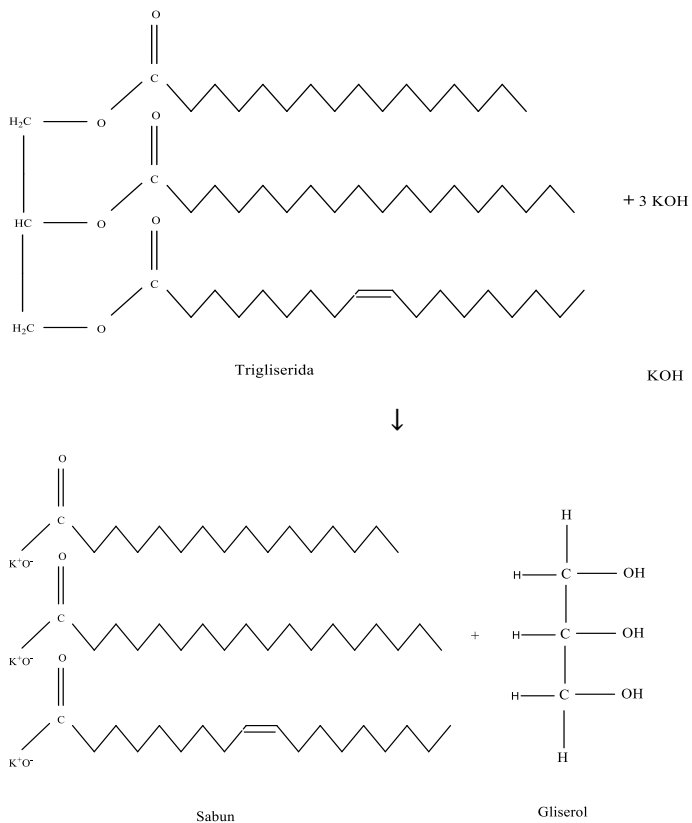 O
C
H₂C O
O
C
+ 3 KOH
HC O
O
C
H₂C O
Trigliserida
KOH
↓
O
C
K⁺O⁻
O
C
K⁺O⁻
O
C
K⁺O⁻
+
H
H C OH
H C OH
H C OH
H
Sabun
Gliserol